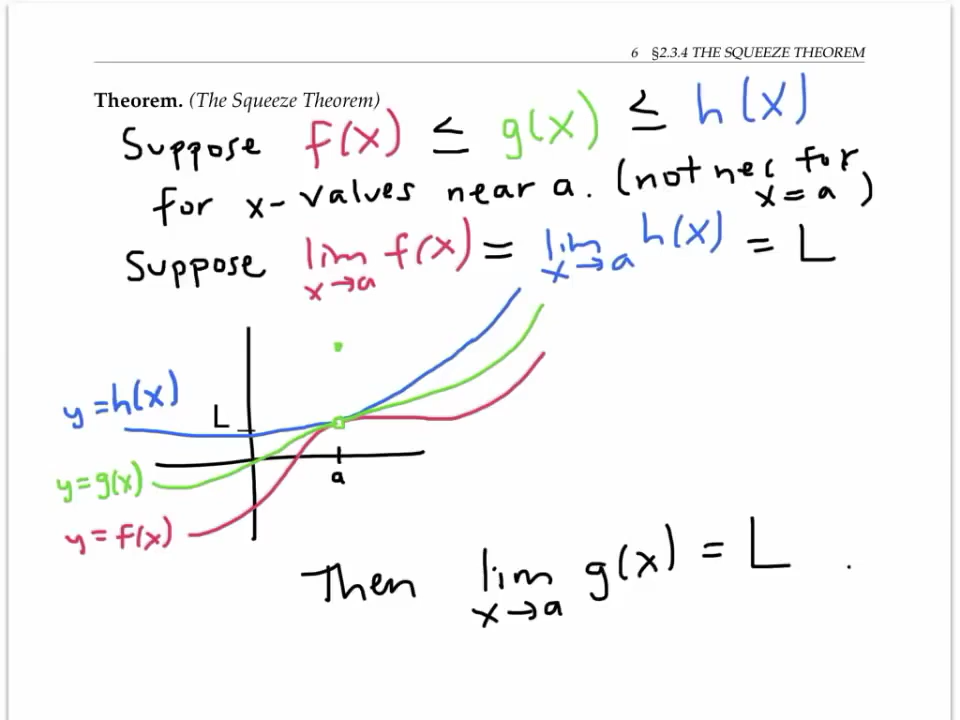 6 §2.3.4 THE SQUEEZE THEOREM
Theorem. (The Squeeze Theorem)
Suppose f(x) ≤ g(x) ≤ h(x)
for x-values near a. (not nec for x = a)
Suppose lim x→a f(x) = lim x→a h(x) = L
y = h(x)
L
a
y = g(x)
y = f(x)
Then lim x→a g(x) = L.